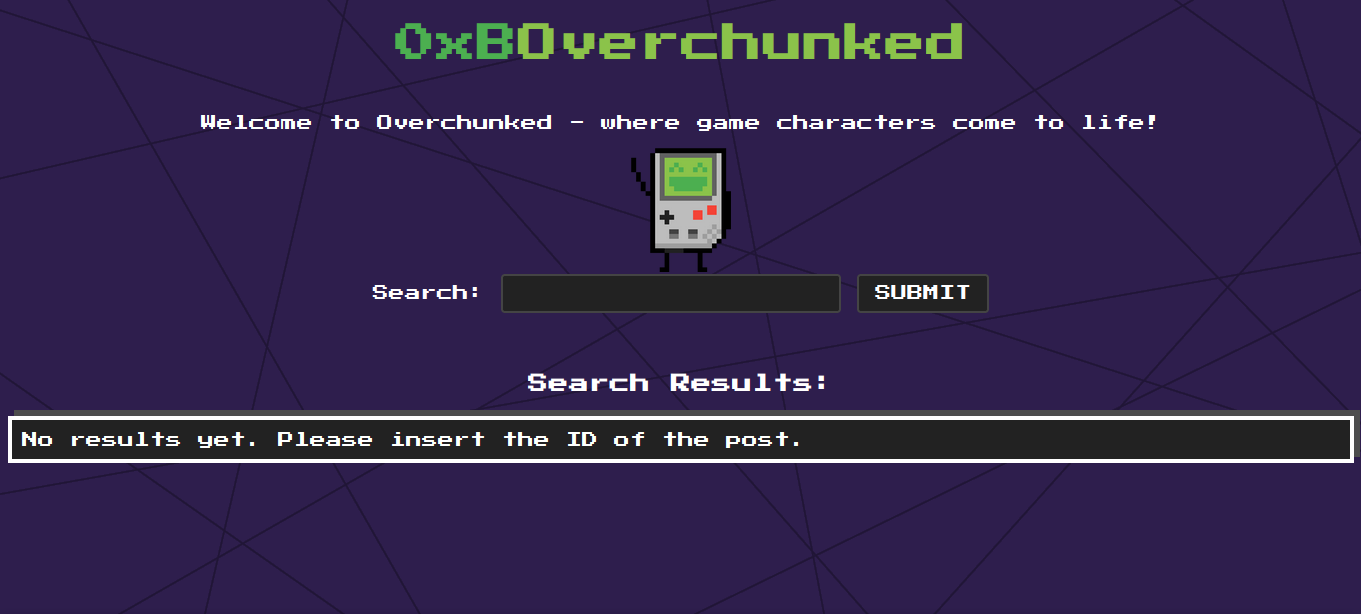 0xBOverchunked
Welcome to Overchunked - where game characters come to life!
Search: SUBMIT
Search Results:
No results yet. Please insert the ID of the post.